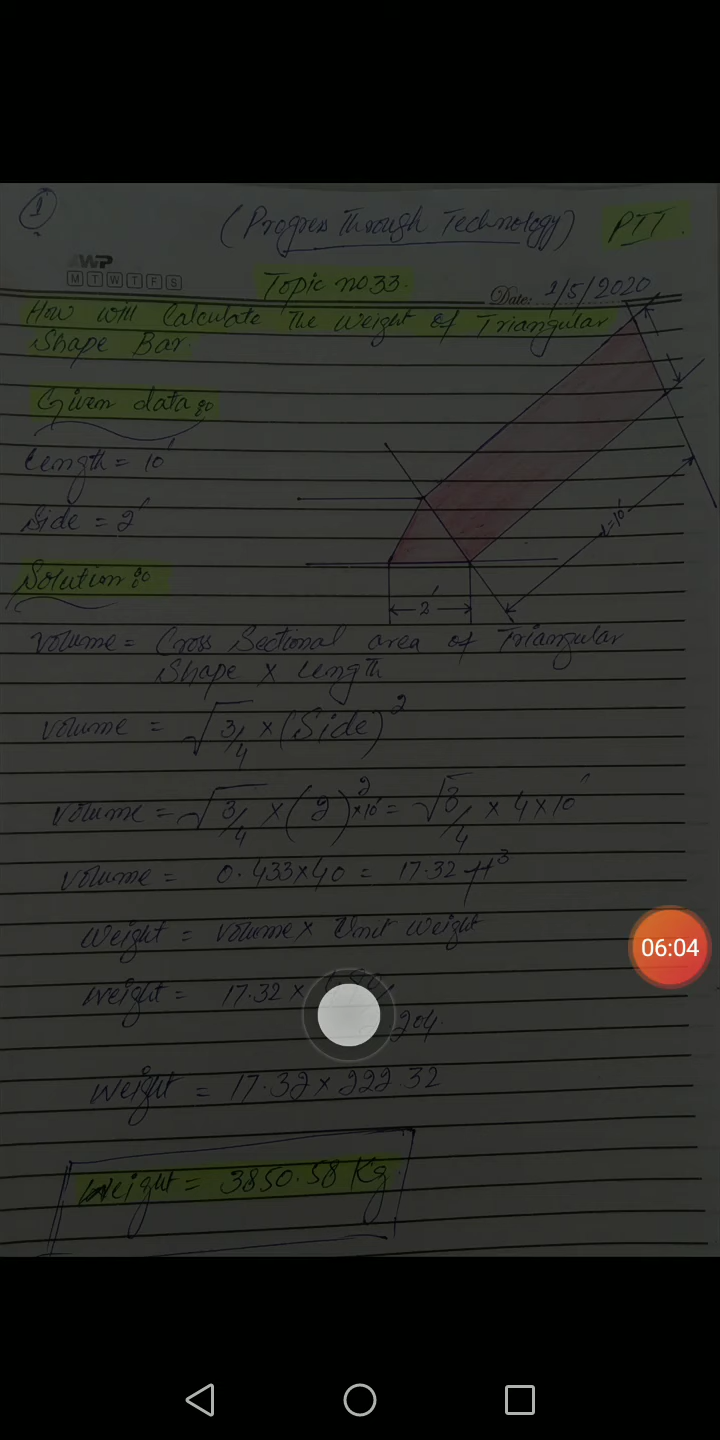 1
(Progress Through Technology) PTT.
AWP
M T W T F S S
Topic no 33.
Date: 1/5/2020
How will Calculate The Weight of Triangular
Shape Bar.
Given data:
Length = 10'
Side = 2'
L=10'
Solution:
2'
Volume = Cross Sectional area of Triangular
Shape x Length
Volume = √3/4 x (Side)²
Volume = √3/4 x (2)² x 10' = √3/4 x 4 x 10'
Volume = 0.433x40 = 17.32 ft³
Weight = Volume x Unit Weight
06:04
Weight = 17.32 x
204.
Weight = 17.32 x 222.32
Weight = 3850.58 Kg.